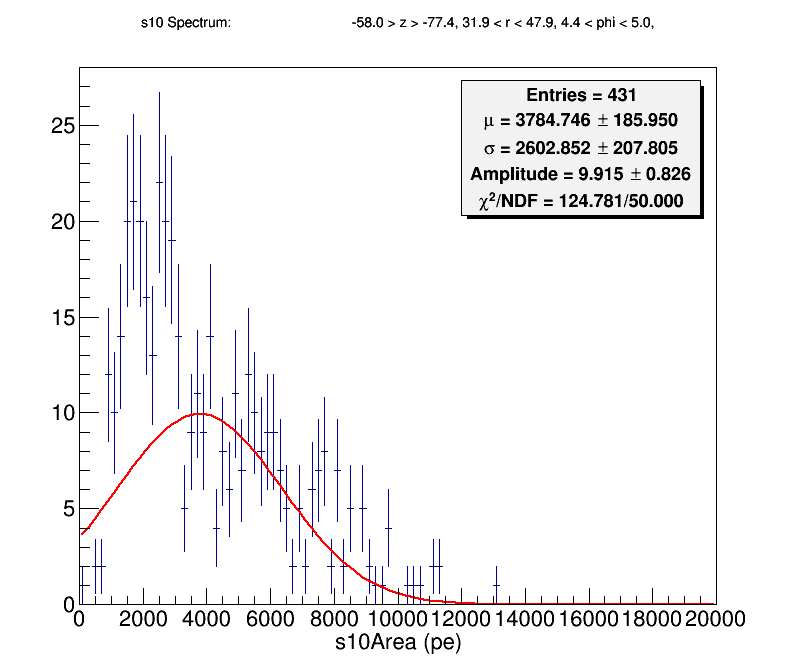 s10 Spectrum: -58.0 > z > -77.4, 31.9 < r < 47.9, 4.4 < phi < 5.0,
Entries = 431
μ = 3784.746 ± 185.950
σ = 2602.852 ± 207.805
Amplitude = 9.915 ± 0.826
χ²/NDF = 124.781/50.000
25
20
15
10
5
0
0 2000 4000 6000 8000 10000 12000 14000 16000 18000 20000
s10Area (pe)